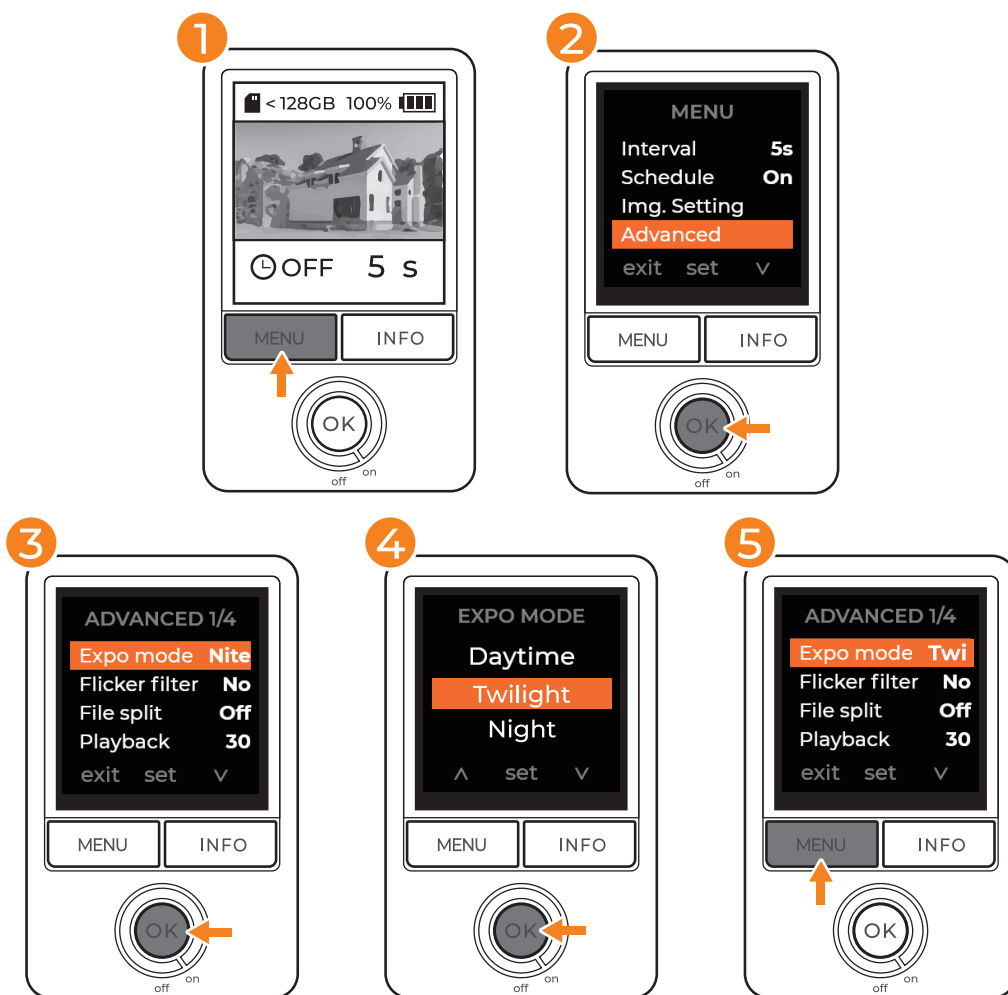 1
< 128GB 100%
OFF 5 s
MENU INFO
OK
on
off
2
MENU
Interval 5s
Schedule On
Img. Setting
Advanced
exit set v
MENU INFO
OK
on
off
3
ADVANCED 1/4
Expo mode Nite
Flicker filter No
File split Off
Playback 30
exit set v
MENU INFO
OK
on
off
4
EXPO MODE
Daytime
Twilight
Night
^ set v
MENU INFO
OK
on
off
5
ADVANCED 1/4
Expo mode Twi
Flicker filter No
File split Off
Playback 30
exit set v
MENU INFO
OK
on
off